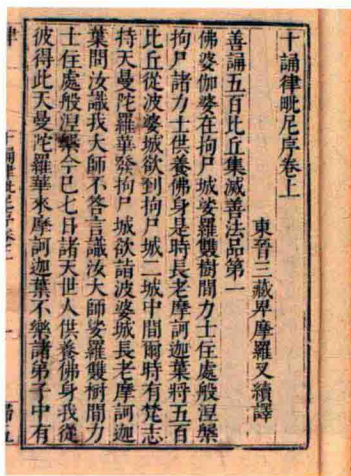 十誦律毗尼序卷上
東晉三藏卑摩羅叉續譯
善誦五百比丘集滅善法品第一
佛婆伽婆在拘尸城娑羅雙樹間力士住處般涅槃
拘尸諸力士供養佛身是時長老摩訶迦葉將五百
比丘從波婆城欲到拘尸城二城中間爾時有梵志
持天曼陀羅華發拘尸城欲詣波婆城長老摩訶迦
葉問汝識我大師不答言識汝大師娑羅雙樹間力
士住處般涅槃今已七日諸天世人供養佛身我從
彼得此天曼陀羅華來摩訶迦葉不樂諸弟子中有
律
十誦律毗尼序卷上
一